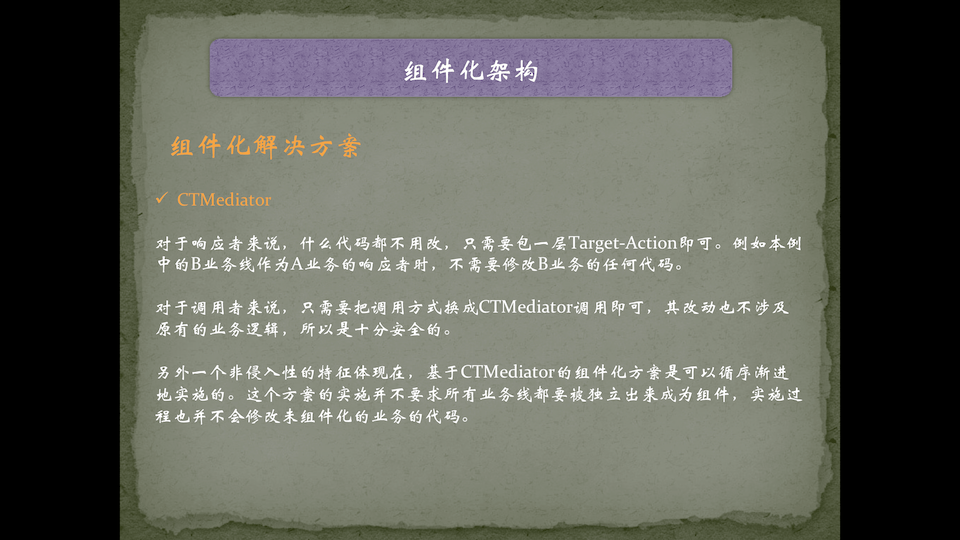 组件化架构
组件化解决方案
✓ CTMediator
对于响应者来说，什么代码都不用改，只需要包一层Target-Action即可。例如本例
中的B业务线作为A业务的响应者时，不需要修改B业务的任何代码。
对于调用者来说，只需要把调用方式换成CTMediator调用即可，其改动也不涉及
原有的业务逻辑，所以是十分安全的。
另外一个非侵入性的特征体现在，基于CTMediator的组件化方案是可以循序渐进
地实施的。这个方案的实施并不要求所有业务线都要被独立出来成为组件，实施过
程也并不会修改未组件化的业务的代码。